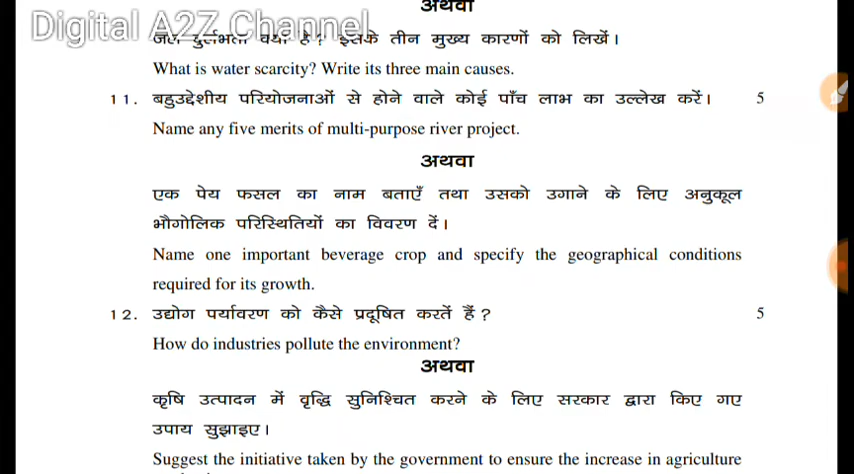 Digital A2Z Channel
अथवा
जल दुर्लभता क्या है? इसके तीन मुख्य कारणों को लिखें।
What is water scarcity? Write its three main causes.
11. बहुउद्देशीय परियोजनाओं से होने वाले कोई पाँच लाभ का उल्लेख करें। 5
Name any five merits of multi-purpose river project.
अथवा
एक पेय फसल का नाम बताएँ तथा उसको उगाने के लिए अनुकूल
भौगोलिक परिस्थितियों का विवरण दें।
Name one important beverage crop and specify the geographical conditions
required for its growth.
12. उद्योग पर्यावरण को कैसे प्रदूषित करतें हैं? 5
How do industries pollute the environment?
अथवा
कृषि उत्पादन में वृद्धि सुनिश्चित करने के लिए सरकार द्वारा किए गए
उपाय सुझाइए।
Suggest the initiative taken by the government to ensure the increase in agriculture